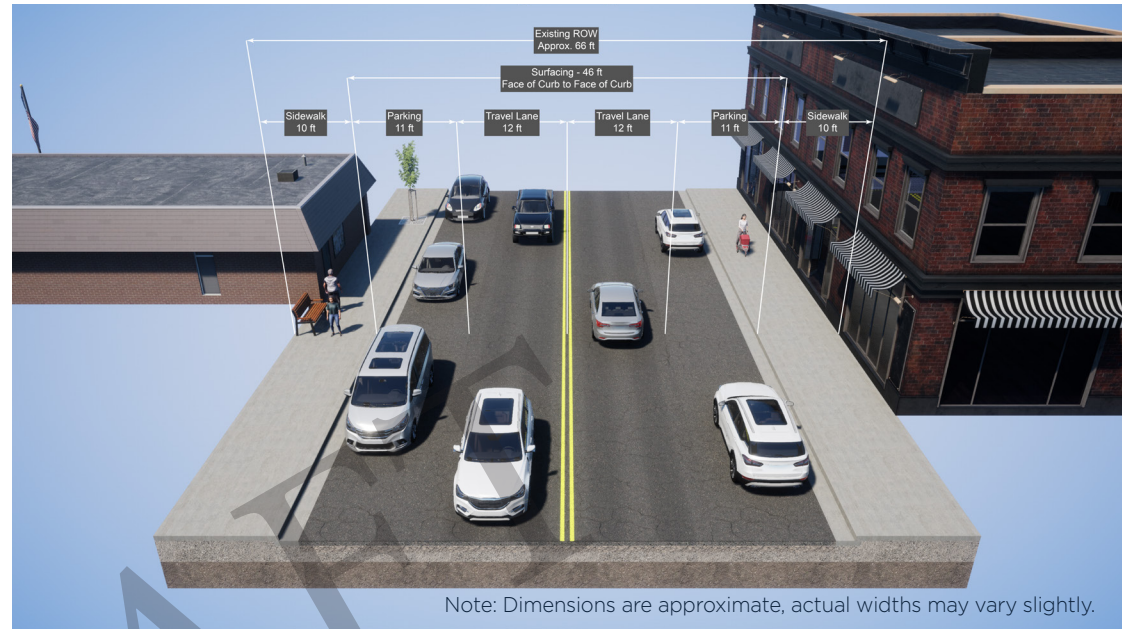 Existing ROW
Approx. 66 ft
Surfacing - 46 ft
Face of Curb to Face of Curb
Sidewalk
10 ft
Parking
11 ft
Travel Lane
12 ft
Travel Lane
12 ft
Parking
11 ft
Sidewalk
10 ft
Note: Dimensions are approximate, actual widths may vary slightly.